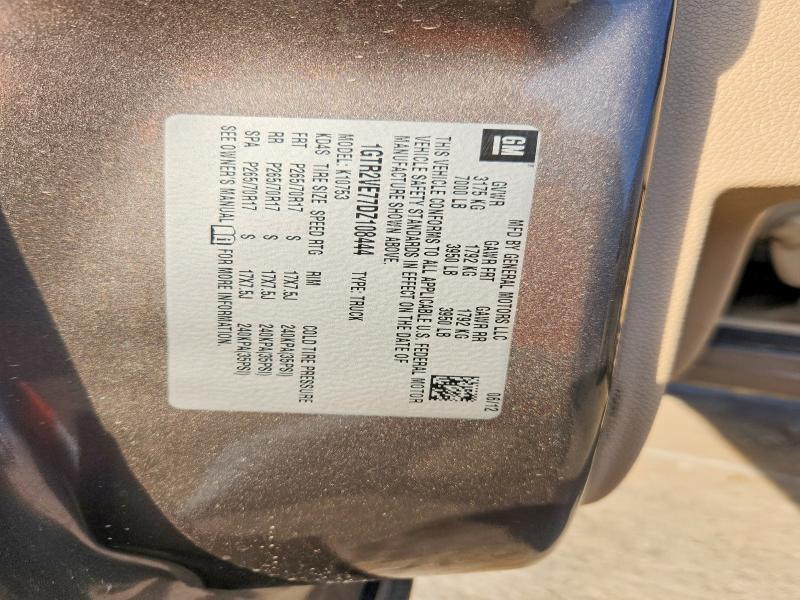 GM
MFD BY GENERAL MOTORS LLC 06/12
GVWR GAWR FRT GAWR RR
3175 KG 1792 KG 1792 KG
7000 LB 3950 LB 3950 LB
THIS VEHICLE CONFORMS TO ALL APPLICABLE U.S. FEDERAL MOTOR
VEHICLE SAFETY STANDARDS IN EFFECT ON THE DATE OF
MANUFACTURE SHOWN ABOVE.
1GTR2VE77DZ108444 TYPE: TRUCK
MODEL: K10753
KD4S TIRE SIZE SPEED RTG RIM COLD TIRE PRESSURE
FRT P265/70R17 S 17X7.5J 240KPA(35PSI)
RR P265/70R17 S 17X7.5J 240KPA(35PSI)
SPA P265/70R17 S 17X7.5J 240KPA(35PSI)
SEE OWNER'S MANUAL FOR MORE INFORMATION.